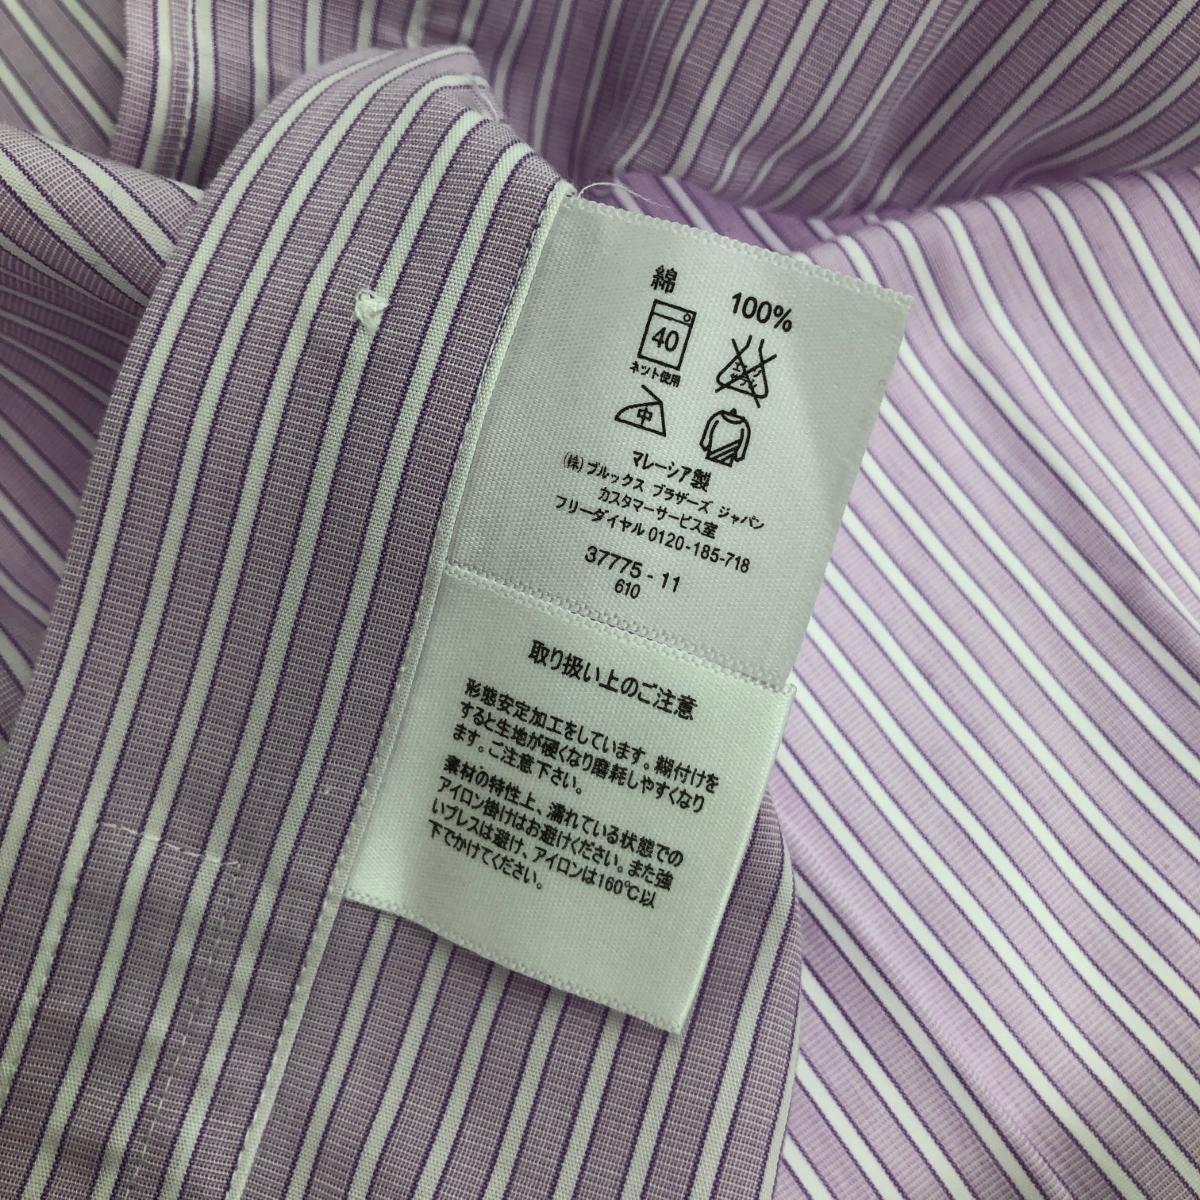 綿 100%
40
ネット使用
エンソ サラシ
中
マレーシア製
(株)ブルックス ブラザーズ ジャパン
カスタマーサービス室
フリーダイヤル 0120-185-718
37775 - 11
610
取り扱い上のご注意
形態安定加工をしています。糊付けを
すると生地が硬くなり磨耗しやすくなり
ます。ご注意下さい。
素材の特性上、濡れている状態での
アイロン掛けはお避けください。また強
いプレスは避け、アイロンは160℃以
下でかけてください。